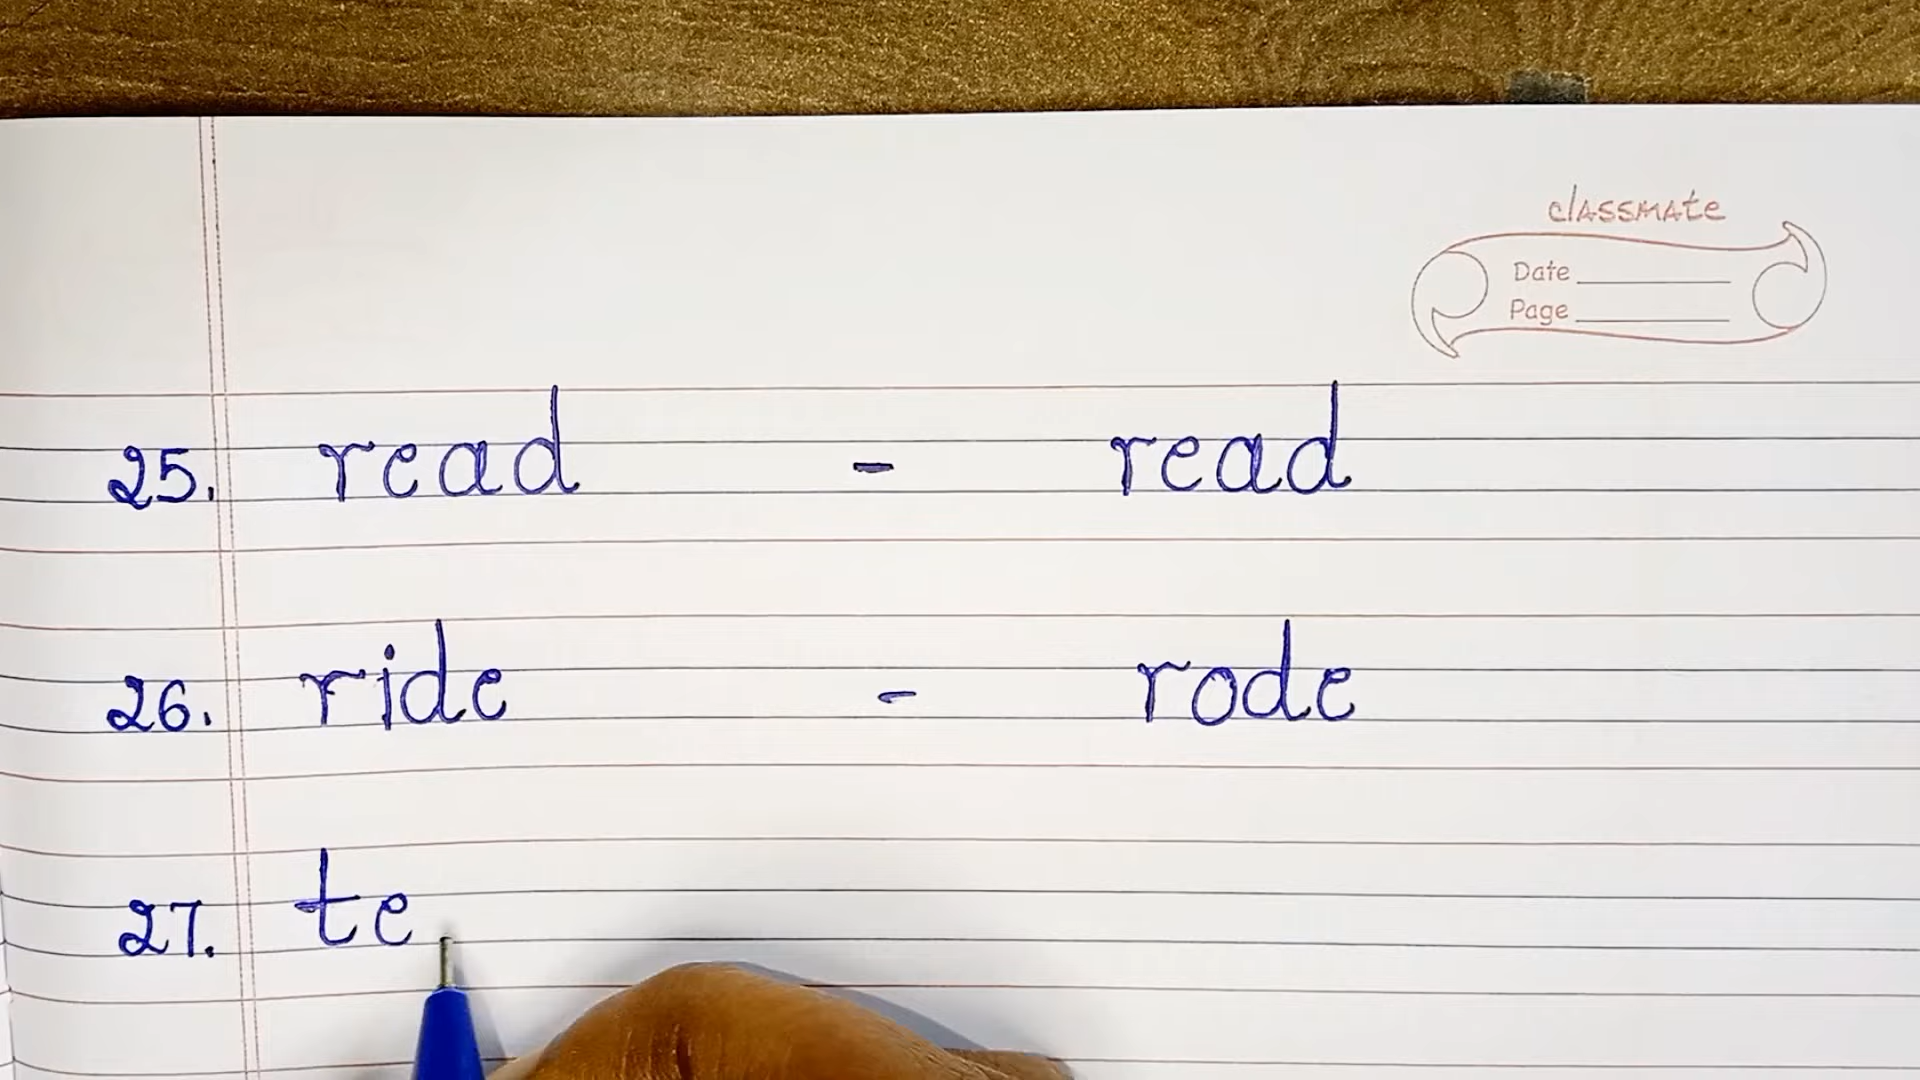 classmate
Date
Page
25. read - read
26. ride - rode
27. te